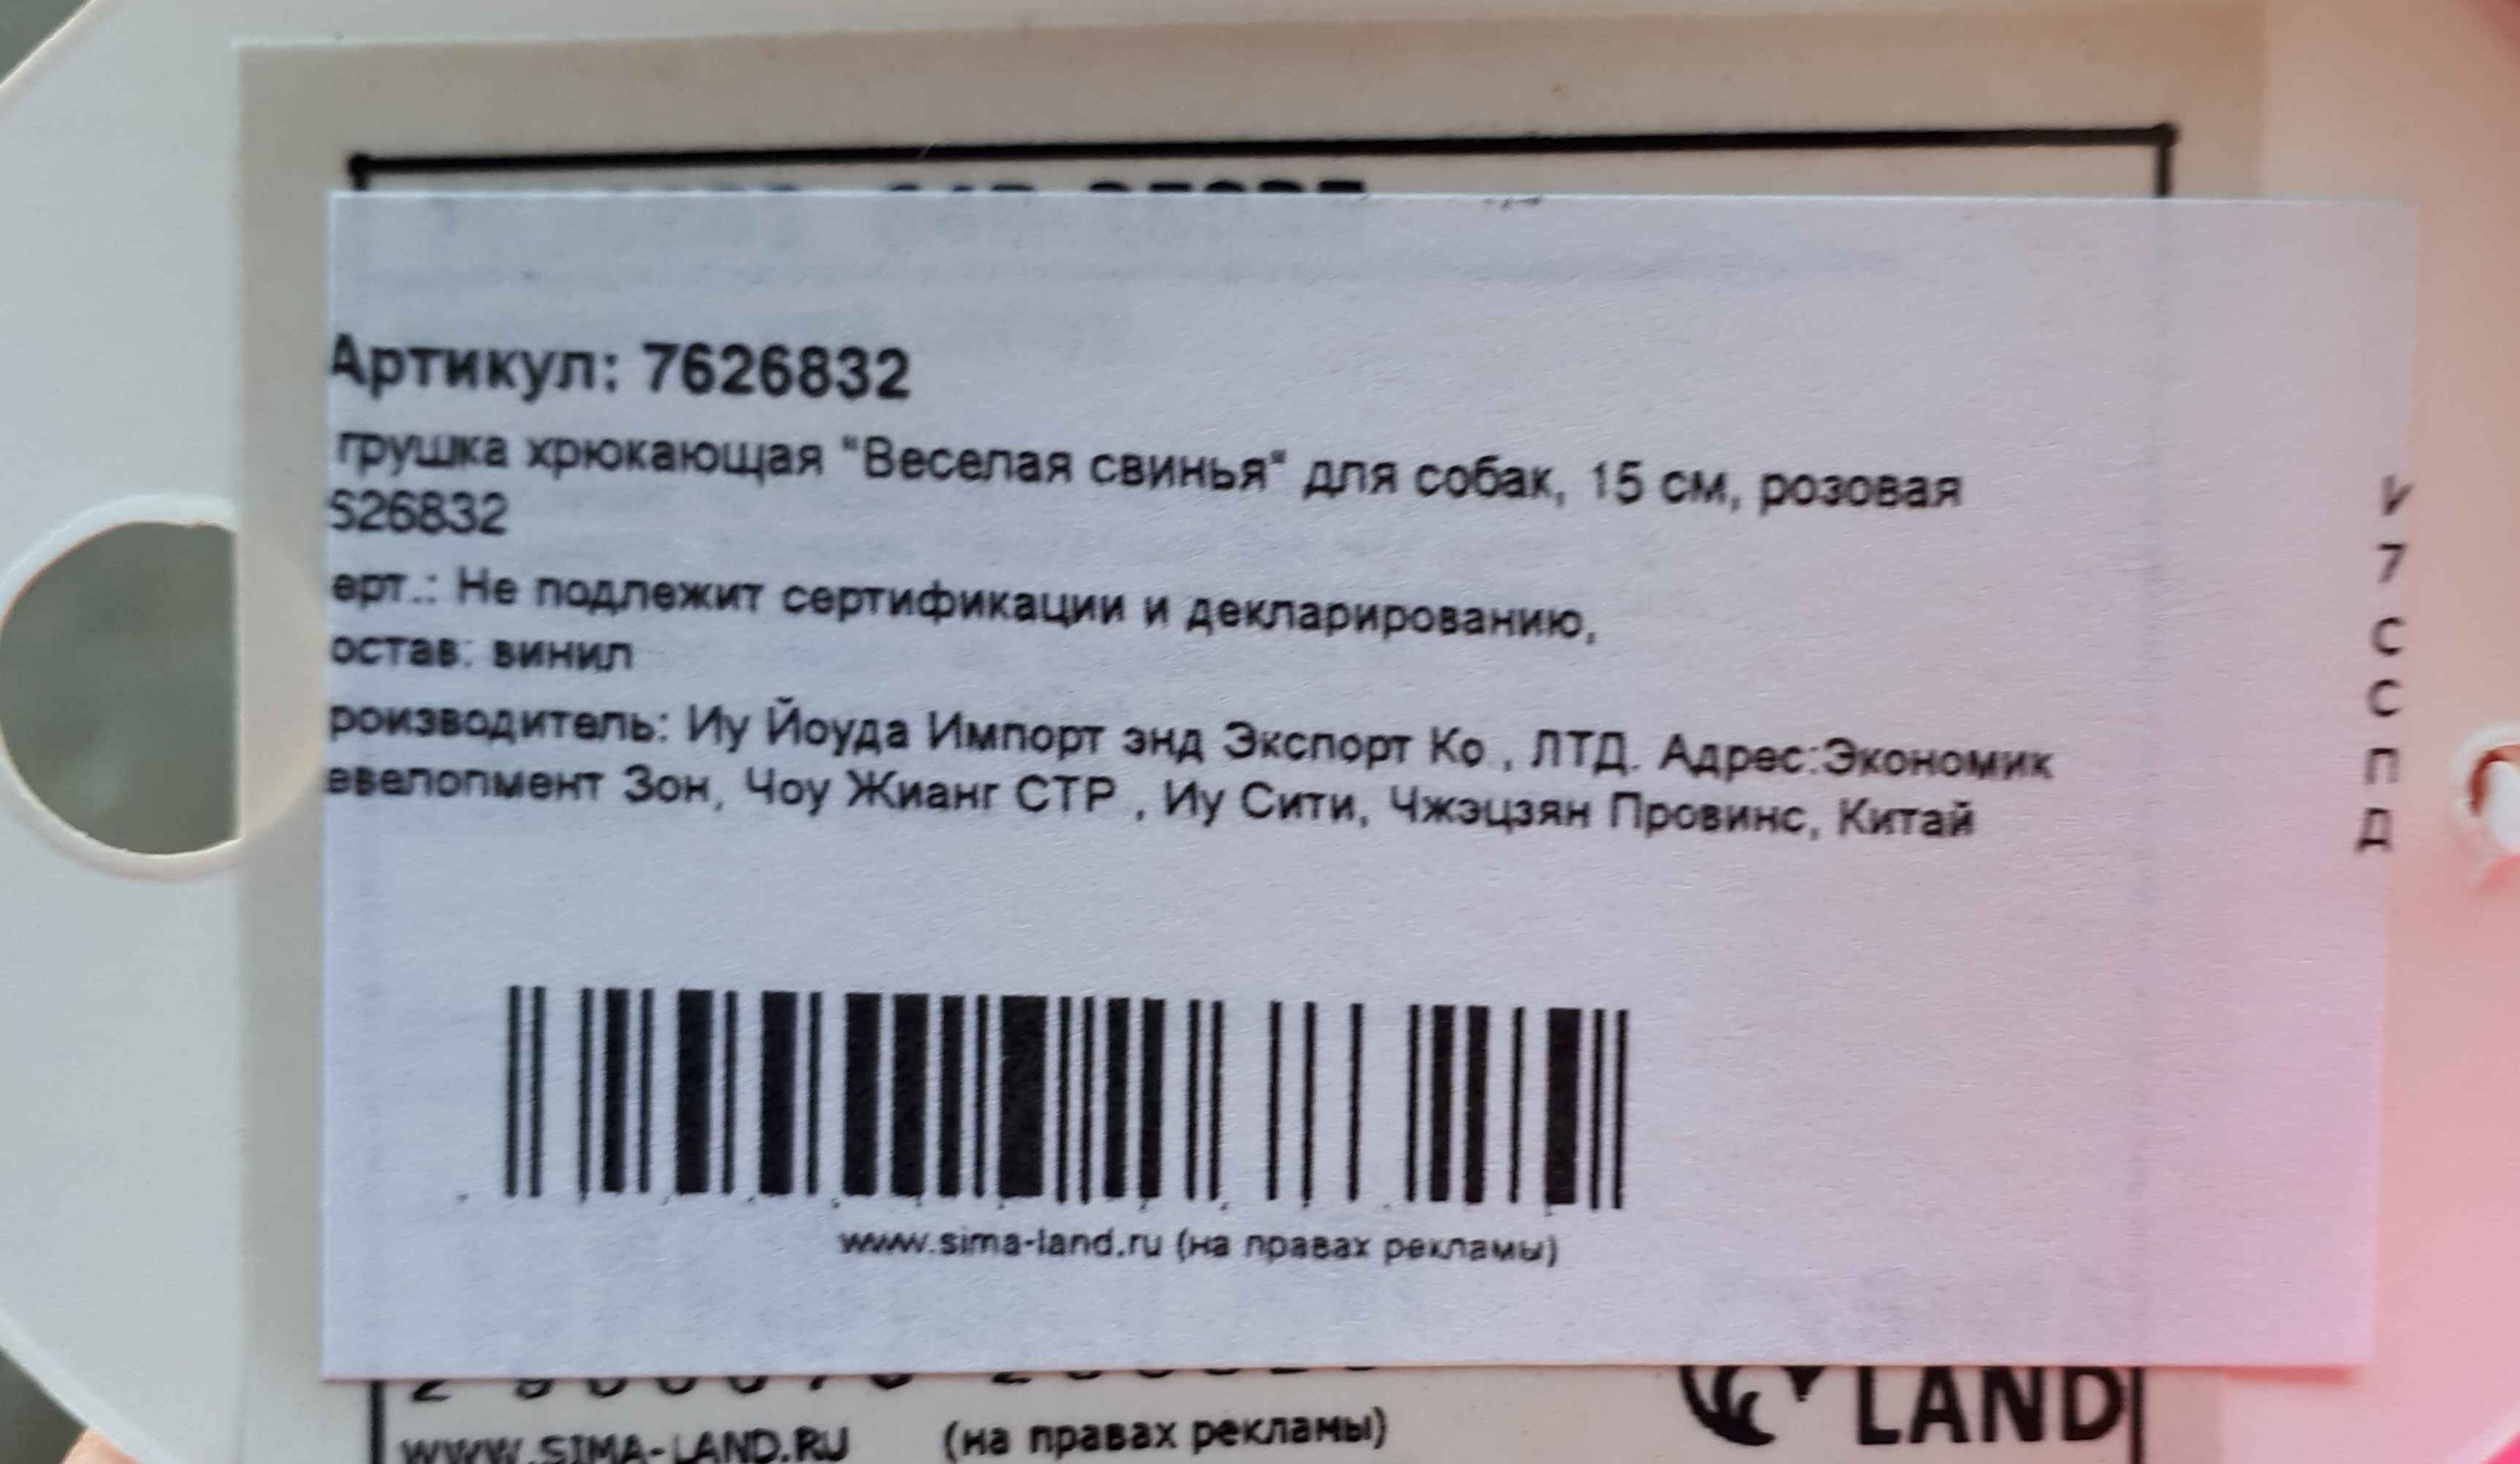 Артикул: 7626832
грушка хрюкающая "Веселая свинья" для собак, 15 см, розовая
S26832
ерт.: Не подлежит сертификации и декларированию,
остав: винил
роизводитель: Иу Йоуда Импорт энд Экспорт Ко , ЛТД. Адрес:Экономик
евелопмент Зон, Чоу Жианг СТР , Иу Сити, Чжэцзян Провинс, Китай
И
7
С
С
П
Д
www.sima-land.ru (на правах рекламы)
LAND
WWW.SIMA-LAND.RU (на правах рекламы)